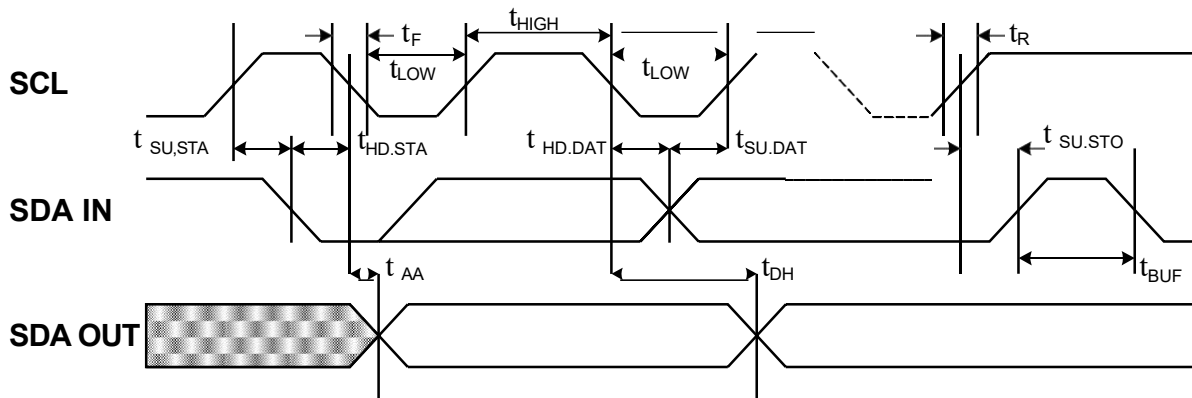 tF
tHIGH
tR
SCL
tLOW
tLOW
t SU,STA
tHD.STA
t HD.DAT
tSU.DAT
t SU.STO
SDA IN
t AA
tDH
tBUF
SDA OUT